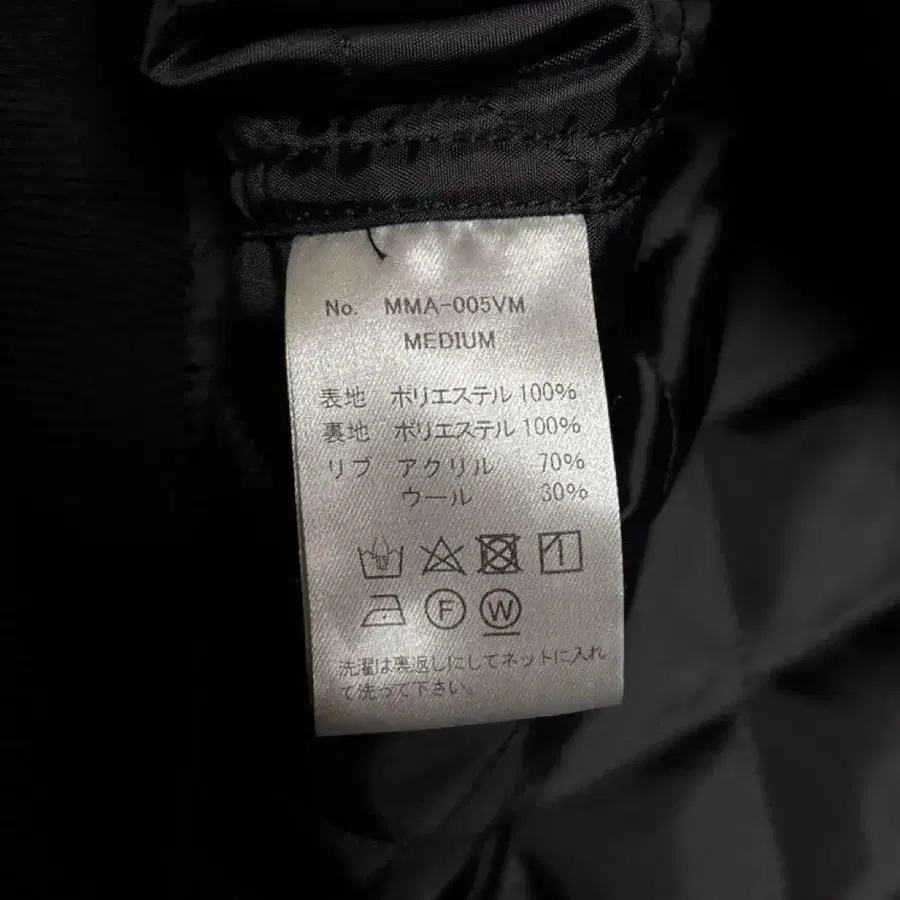 No. MMA-005VM
MEDIUM
表地 ポリエステル 100%
裏地 ポリエステル 100%
リブ アクリル 70%
ウール 30%
F W
洗濯は裏返しにしてネットに入れ
て洗って下さい。